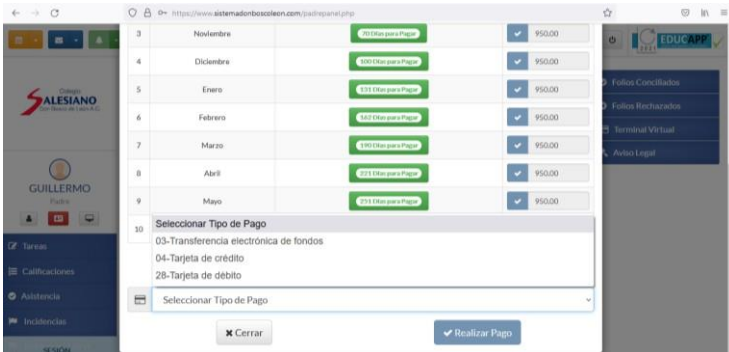 https://www.sistemadonboscoleon.com/padrepanel.php
EDUCAPP
3 Noviembre 70 Días para Pagar 950.00
4 Diciembre 100 Días para Pagar 950.00
5 Enero 131 Días para Pagar 950.00
6 Febrero 162 Días para Pagar 950.00
7 Marzo 190 Días para Pagar 950.00
8 Abril 221 Días para Pagar 950.00
9 Mayo 251 Días para Pagar 950.00
10
Seleccionar Tipo de Pago
03-Transferencia electrónica de fondos
04-Tarjeta de crédito
28-Tarjeta de débito
Seleccionar Tipo de Pago
Cerrar
Realizar Pago
Colegio
SALESIANO
Don Bosco de León A.C.
GUILLERMO
Padre
Tareas
Calificaciones
Asistencia
Incidencias
SESIÓN
Folios Conciliados
Folios Rechazados
Terminal Virtual
Aviso Legal